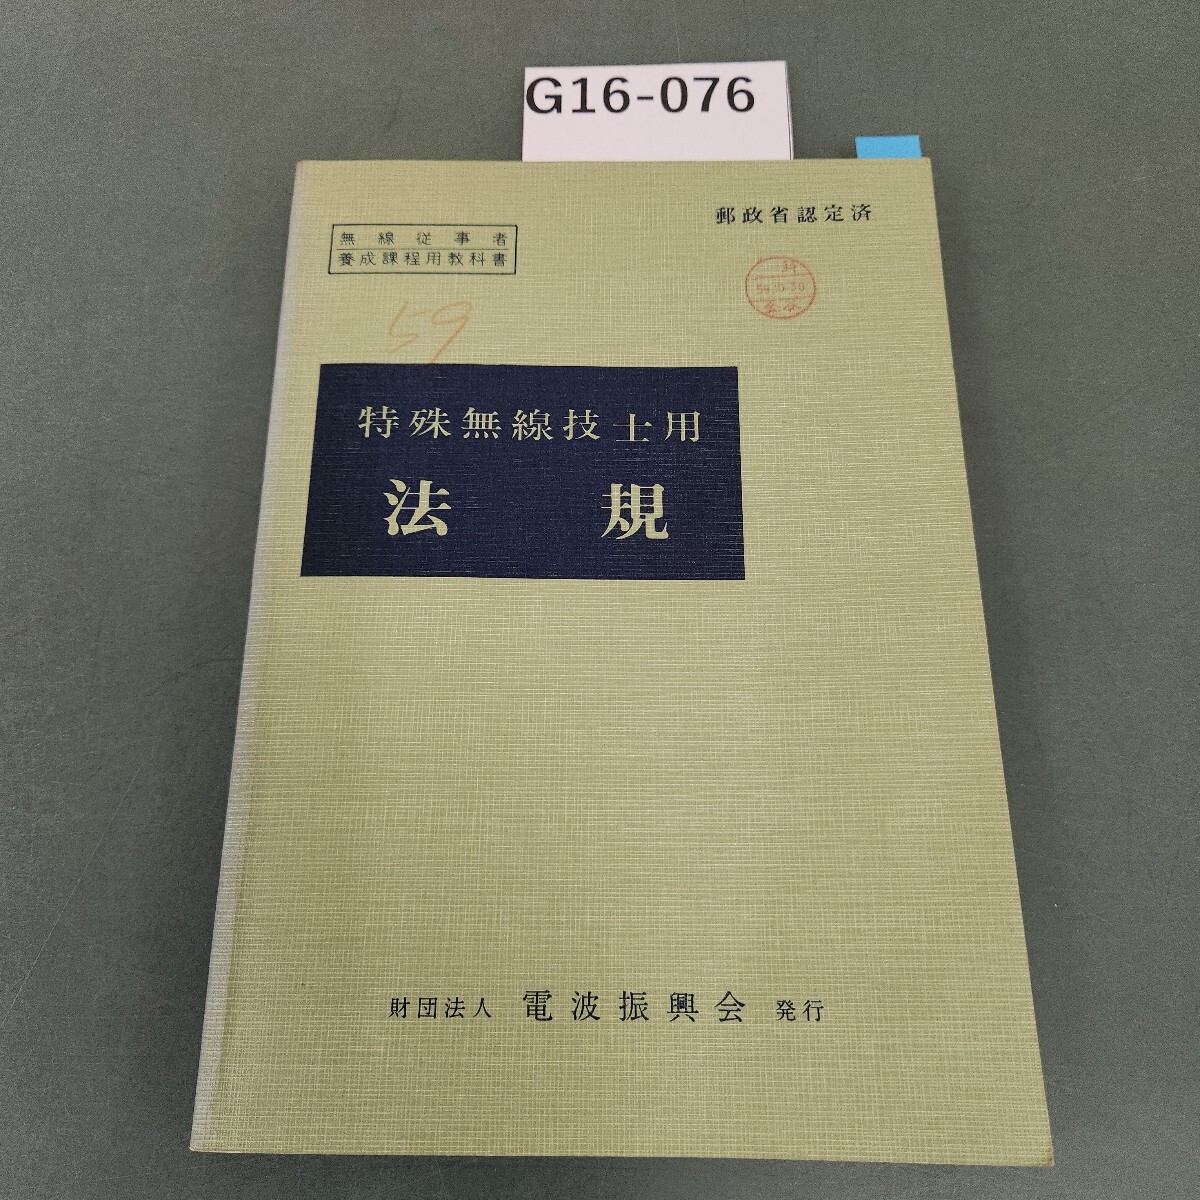 G16-076
郵政省認定済
無線従事者
養成課程用教科書
59
特殊無線技士用
法規
財団法人 電波振興会 発行